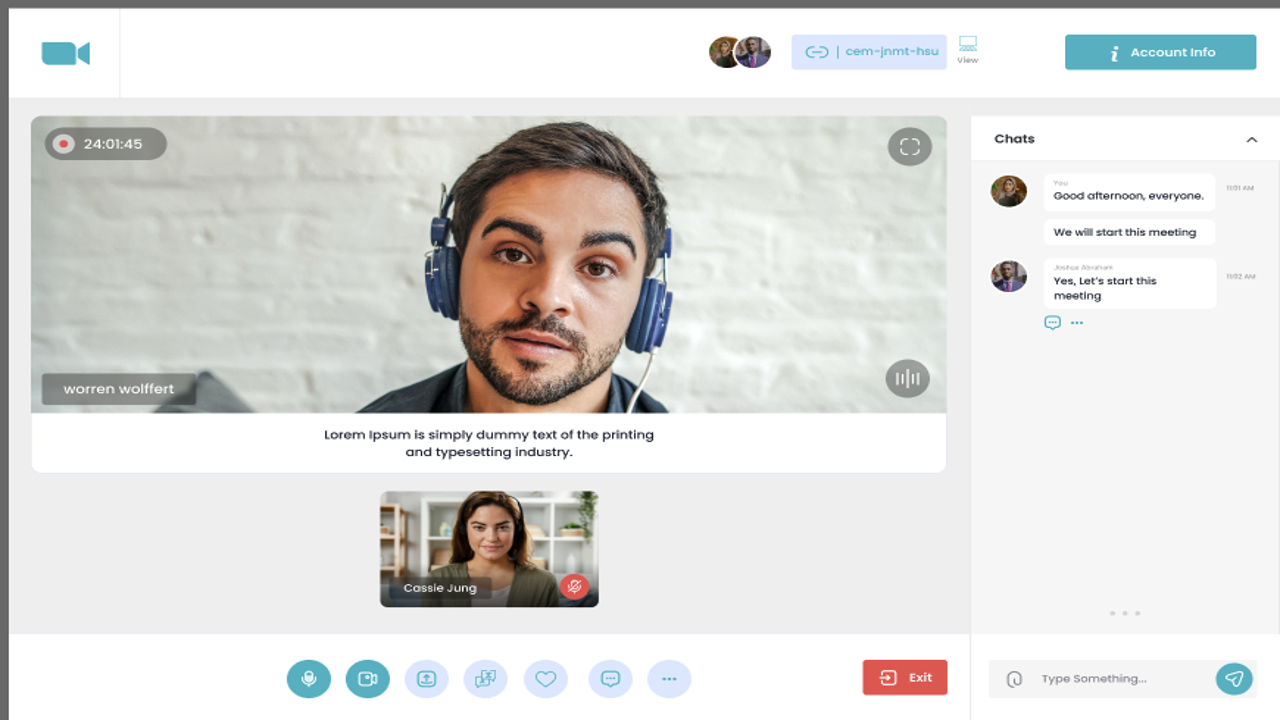 | cem-jnmt-hsu
View
Account Info
24:01:45
worren wolffert
Lorem Ipsum is simply dummy text of the printing
and typesetting industry.
Cassie Jung
Exit
Chats
You
Good afternoon, everyone.
11:01 AM
We will start this meeting
Joshua Abraham
Yes, Let's start this
meeting
11:02 AM
Type Something...